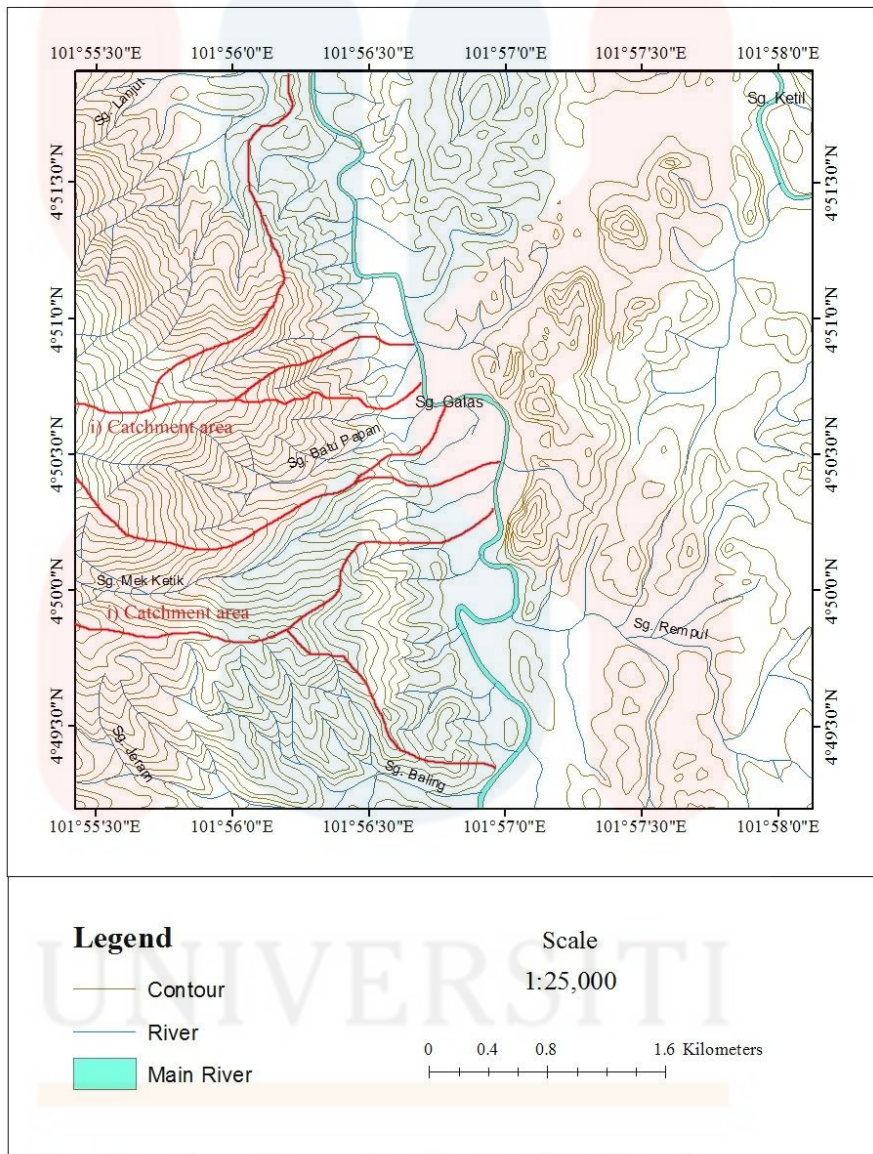 101°55'30"E 101°56'0"E 101°56'30"E 101°57'0"E 101°57'30"E 101°58'0"E
Sg. Lanjut
Sg. Ketil
4°51'30"N 4°51'30"N
4°51'0"N 4°51'0"N
Sg. Galas
i) Catchment area
Sg. Batu Papan
4°50'30"N 4°50'30"N
Sg. Mek Ketik
4°50'0"N 4°50'0"N
i) Catchment area
Sg. Rempul
4°49'30"N 4°49'30"N
Sg. Jeram
Sg. Baling
101°55'30"E 101°56'0"E 101°56'30"E 101°57'0"E 101°57'30"E 101°58'0"E
UNIVERSITI
Legend
Contour
River
Main River
Scale
1:25,000
0 0.4 0.8 1.6 Kilometers